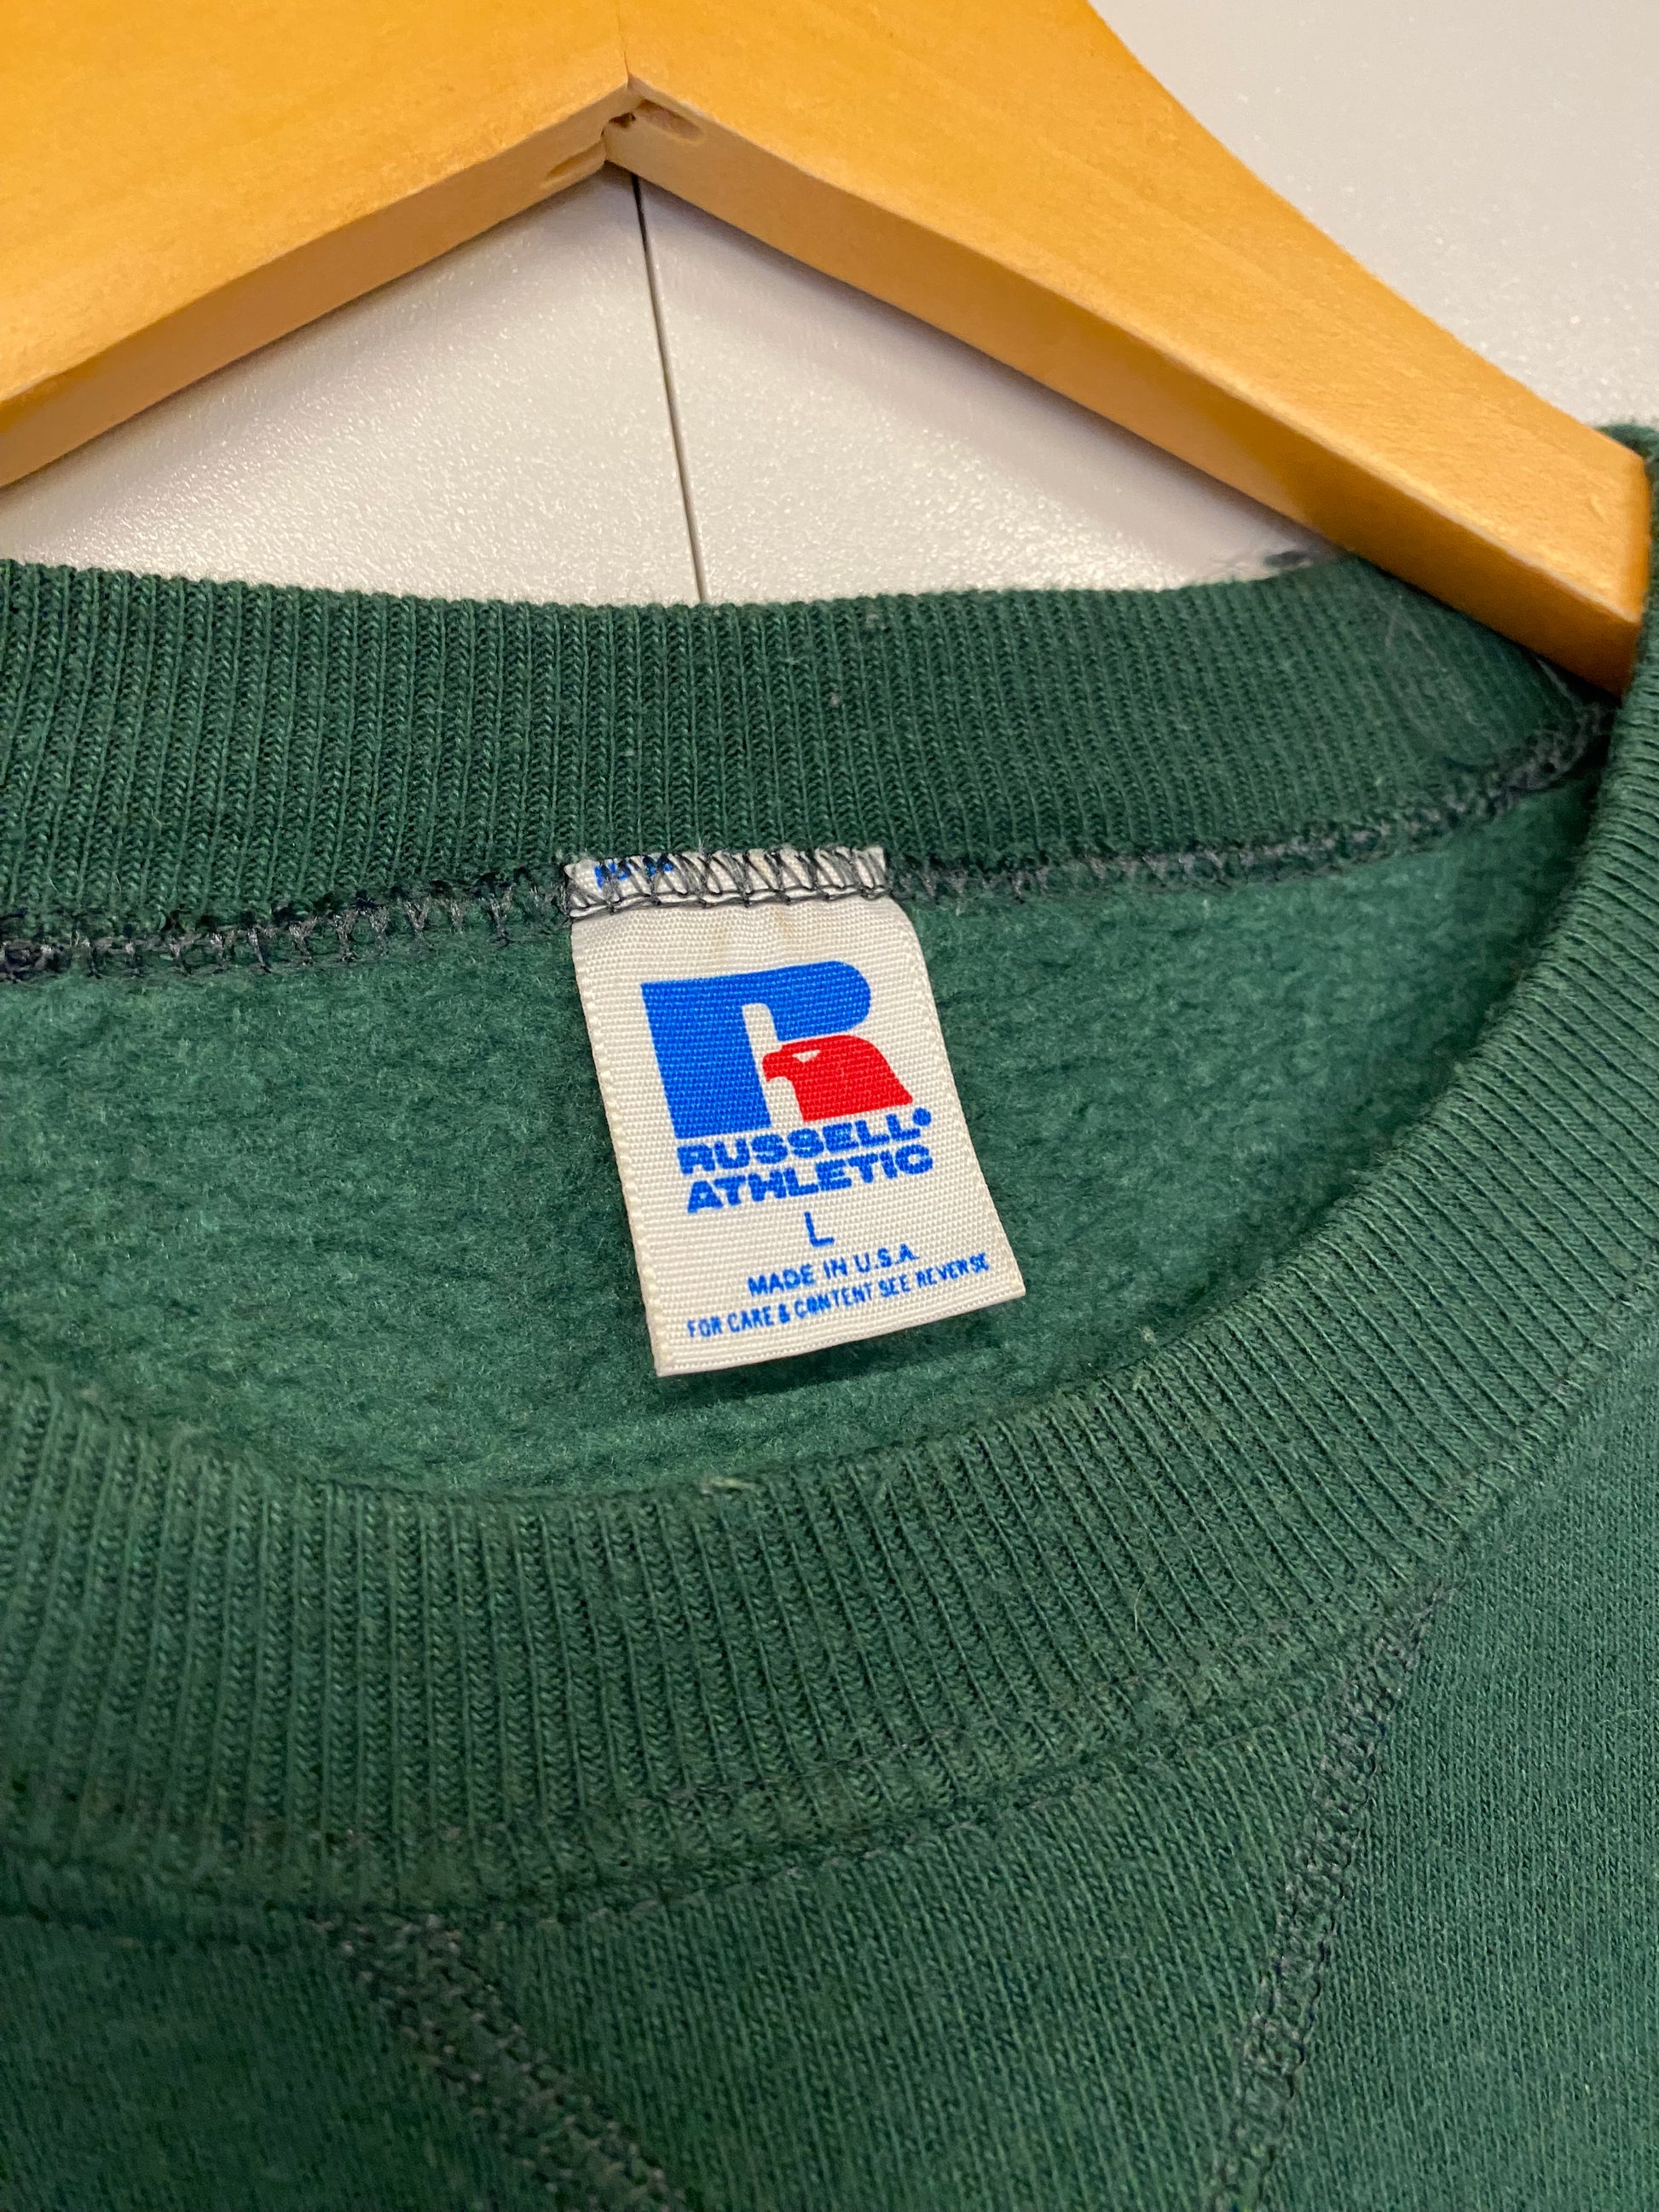 RUSSELL®
ATHLETIC
L
MADE IN U.S.A.
FOR CARE & CONTENT SEE REVERSE